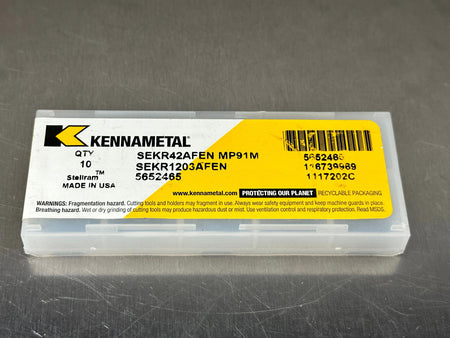 KENNAMETAL®
QTY
10
Stellram™
MADE IN USA
SEKR42AFEN MP91M
SEKR1203AFEN
5652465
565246
1117202C
www.kennametal.com PROTECTING OUR PLANET RECYCLABLE PACKAGING
WARNINGS: Fragmentation hazard. Cutting tools and holders may fragment in use. Always wear safety equipment and keep machine guards in place.
Breathing hazard. Wet or dry grinding of cutting tools may produce hazardous dust or mist. Use ventilation control and respiratory protection. Read MSDS.